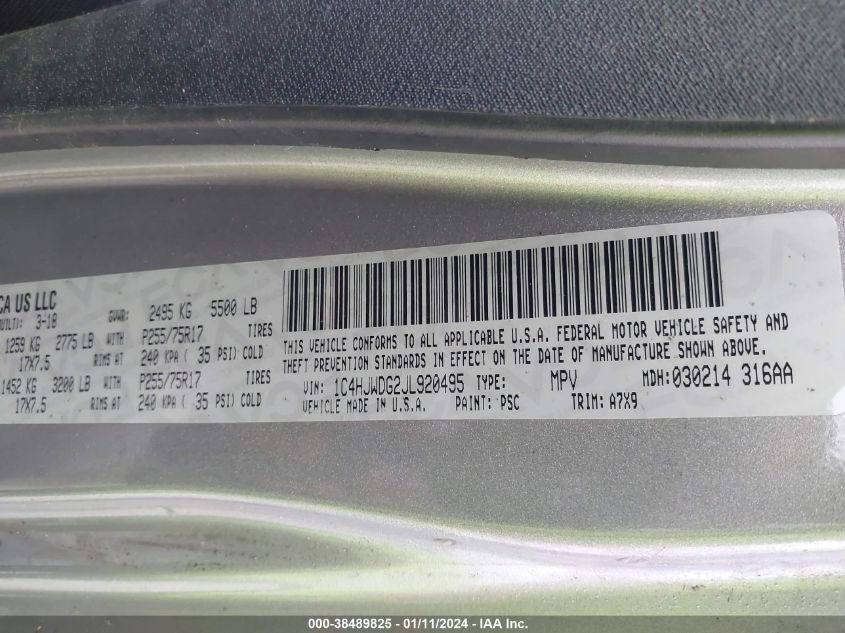 CA US LLC
UILT): 3-18 GVWR: 2495 KG 5500 LB
1259 KG 2775 LB WITH P255/75R17 TIRES
17X7.5 RIMS AT 240 KPA ( 35 PSI) COLD
1452 KG 3200 LB WITH P255/75R17 TIRES
17X7.5 RIMS AT 240 KPA ( 35 PSI) COLD
THIS VEHICLE CONFORMS TO ALL APPLICABLE U.S.A. FEDERAL MOTOR VEHICLE SAFETY AND
THEFT PREVENTION STANDARDS IN EFFECT ON THE DATE OF MANUFACTURE SHOWN ABOVE.
VIN: 1C4HJWDG2JL920495 TYPE: MPV MDH:030214 316AA
VEHICLE MADE IN U.S.A. PAINT: PSC TRIM: A7X9
000-38489825 - 01/11/2024 - IAA Inc.